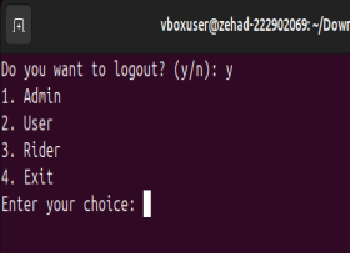 vboxuser@zehad-222902069: ~/Down
Do you want to logout? (y/n): y
1. Admin
2. User
3. Rider
4. Exit
Enter your choice: